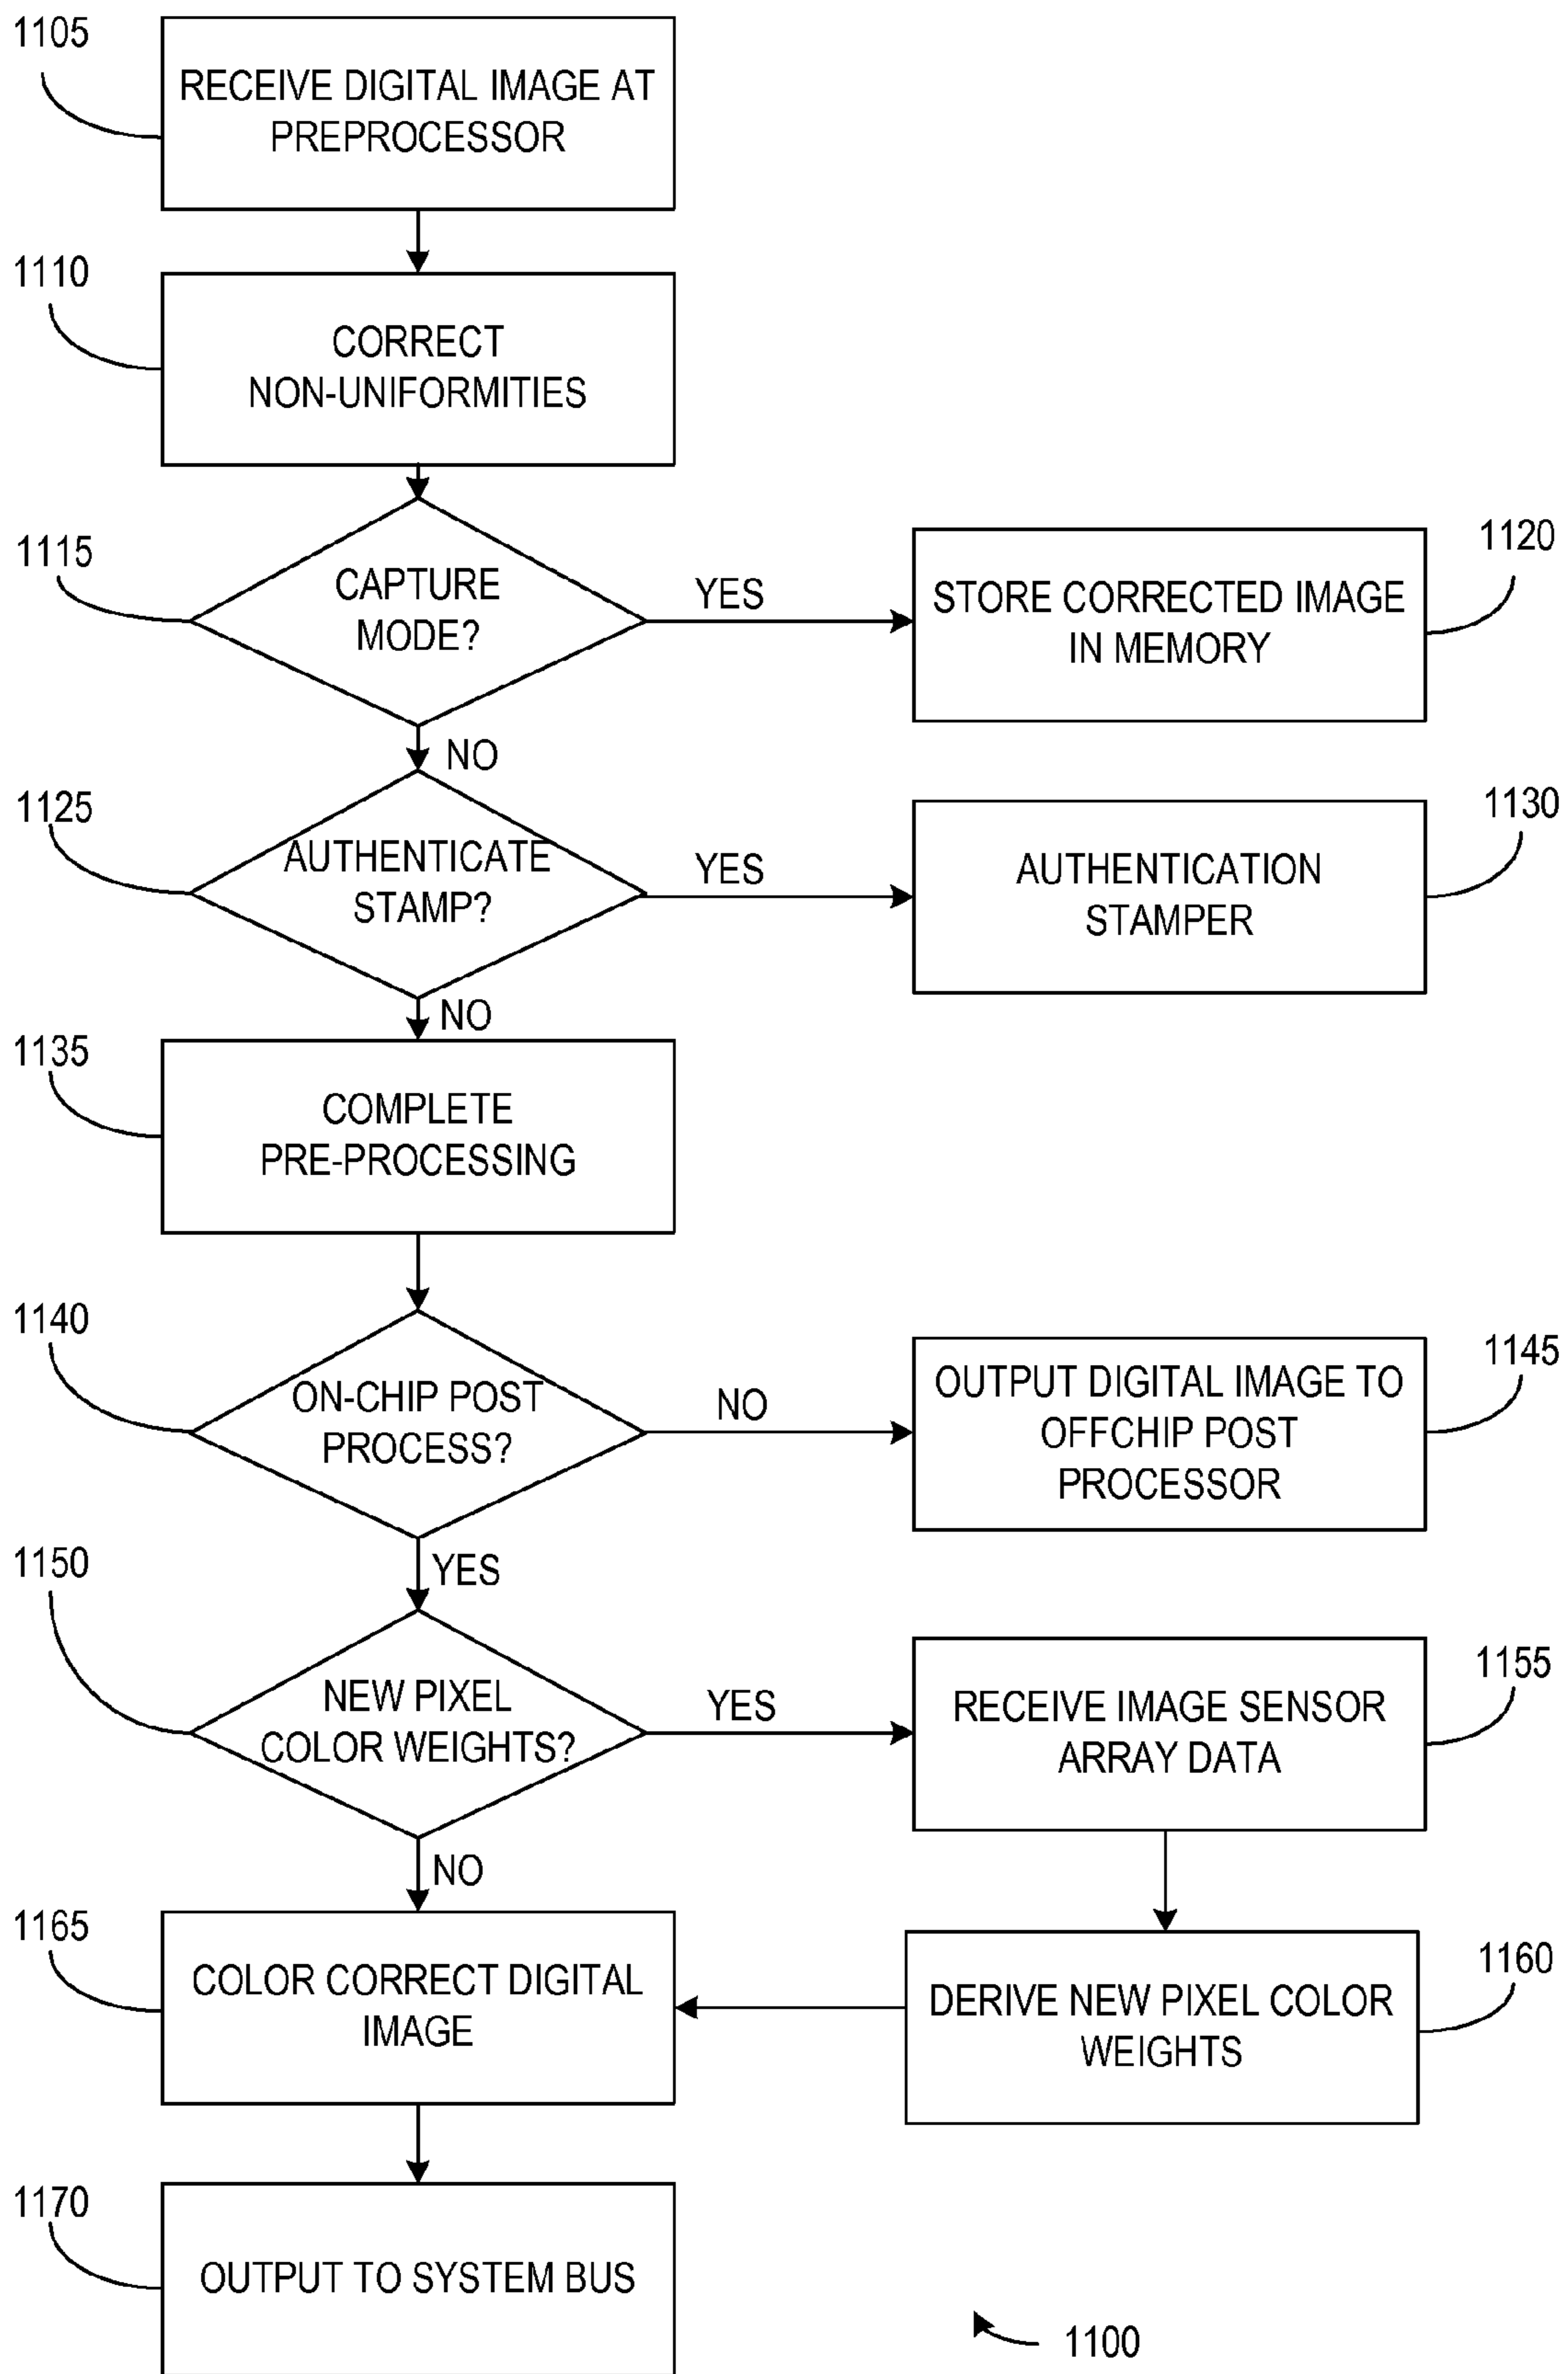 1105
RECEIVE DIGITAL IMAGE AT
PREPROCESSOR
1110
CORRECT
NON-UNIFORMITIES
1115
CAPTURE
MODE?
YES
1120
STORE CORRECTED IMAGE
IN MEMORY
NO
1125
AUTHENTICATE
STAMP?
YES
1130
AUTHENTICATION
STAMPER
NO
1135
COMPLETE
PRE-PROCESSING
1140
ON-CHIP POST
PROCESS?
NO
1145
OUTPUT DIGITAL IMAGE TO
OFFCHIP POST
PROCESSOR
YES
1150
NEW PIXEL
COLOR WEIGHTS?
YES
1155
RECEIVE IMAGE SENSOR
ARRAY DATA
NO
1165
COLOR CORRECT DIGITAL
IMAGE
1160
DERIVE NEW PIXEL COLOR
WEIGHTS
1170
OUTPUT TO SYSTEM BUS
1100